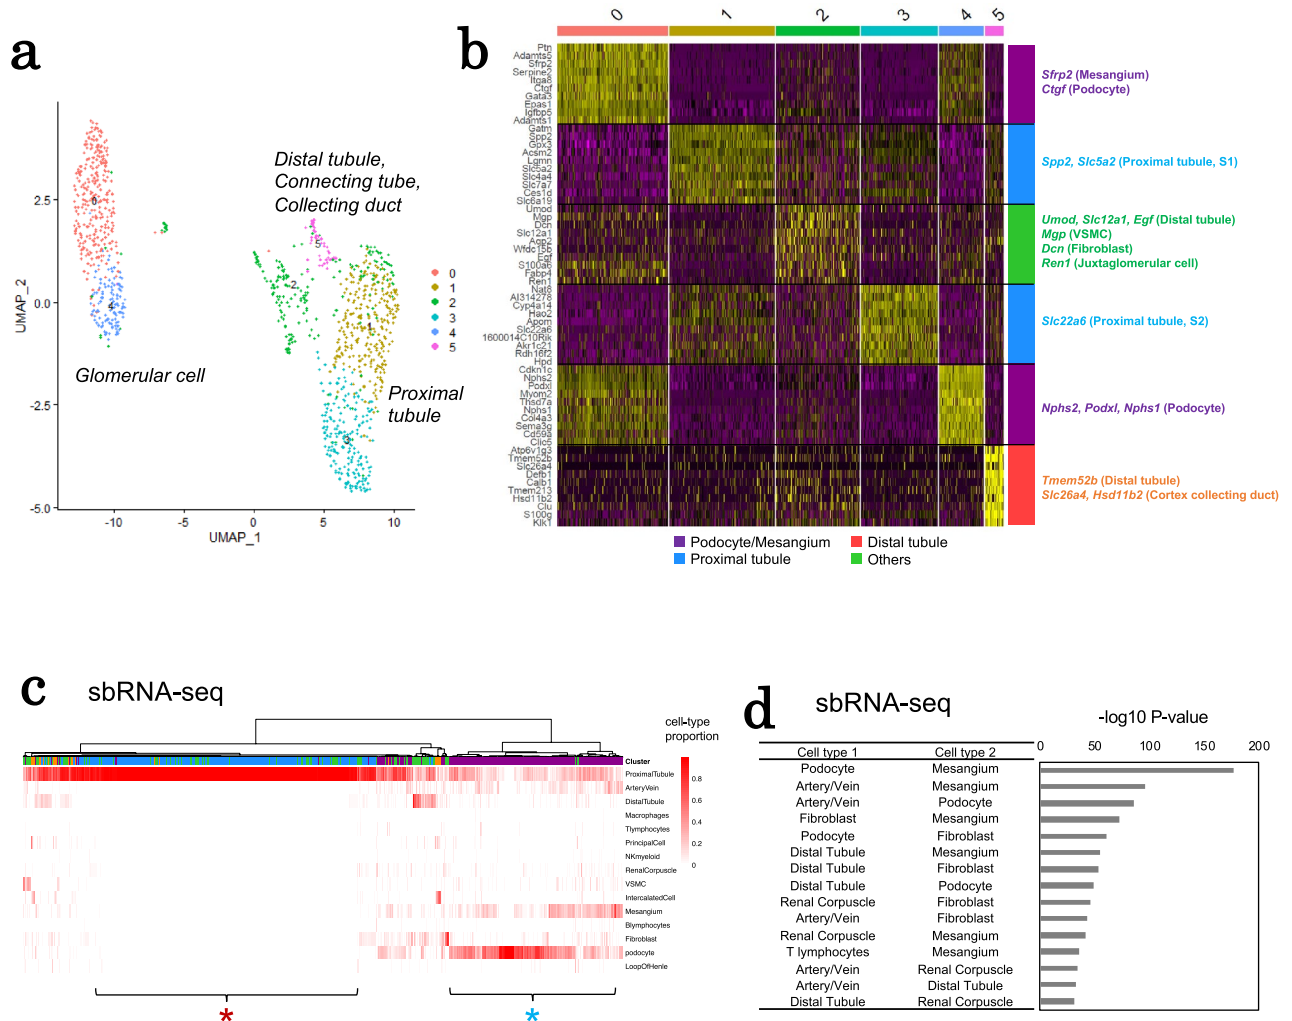 a
Distal tubule,
Connecting tube,
Collecting duct
Glomerular cell
Proximal
tubule
UMAP_2
2.5
0.0
-2.5
-5.0
-10
-5
0
5
10
UMAP_1
0
1
2
3
4
5
0
1
2
3
4
5
b
0
1
2
3
4
5
Ptn
Adamts5
Sfrp2
Serpine2
Itga8
Ctgf
Gata3
Epas1
Igfbp5
Adamts1
Gatm
Spp2
Gpx3
Acsm2
Lgmn
Slc5a2
Slc4a4
Slc7a7
Ces1d
Slc6a19
Umod
Mgp
Dcn
Slc12a1
Aqp2
Wfdc15b
Egf
S100a6
Fabp4
Ren1
Nat8
AI314278
Cyp4a14
Hao2
Apom
Slc22a6
1600014C10Rik
Akr1c21
Rdh16f2
Hpd
Cdkn1c
Nphs2
Podxl
Myom2
Thsd7a
Nphs1
Col4a3
Sema3g
Cd59a
Clic5
Atp6v1g3
Tmem52b
Slc26a4
Defb1
Calb1
Tmem213
Hsd11b2
Clu
S100g
Klk1
Sfrp2 (Mesangium)
Ctgf (Podocyte)
Spp2, Slc5a2 (Proximal tubule, S1)
Umod, Slc12a1, Egf (Distal tubule)
Mgp (VSMC)
Dcn (Fibroblast)
Ren1 (Juxtaglomerular cell)
Slc22a6 (Proximal tubule, S2)
Nphs2, Podxl, Nphs1 (Podocyte)
Tmem52b (Distal tubule)
Slc26a4, Hsd11b2 (Cortex collecting duct)
Podocyte/Mesangium
Distal tubule
Proximal tubule
Others
c
sbRNA-seq
cell-type
proportion
0.8
0.6
0.4
0.2
0
Cluster
ProximalTubule
ArteryVein
DistalTubule
Macrophages
Tlymphocytes
PrincipalCell
NKmyeloid
RenalCorpuscle
VSMC
IntercalatedCell
Mesangium
Blymphocytes
Fibroblast
podocyte
LoopOfHenle
*
*
d
sbRNA-seq
-log10 P-value
Cell type 1 Cell type 2 0 50 100 150 200
Podocyte Mesangium
Artery/Vein Mesangium
Artery/Vein Podocyte
Fibroblast Mesangium
Podocyte Fibroblast
Distal Tubule Mesangium
Distal Tubule Fibroblast
Distal Tubule Podocyte
Renal Corpuscle Fibroblast
Artery/Vein Fibroblast
Renal Corpuscle Mesangium
T lymphocytes Mesangium
Artery/Vein Renal Corpuscle
Artery/Vein Distal Tubule
Distal Tubule Renal Corpuscle